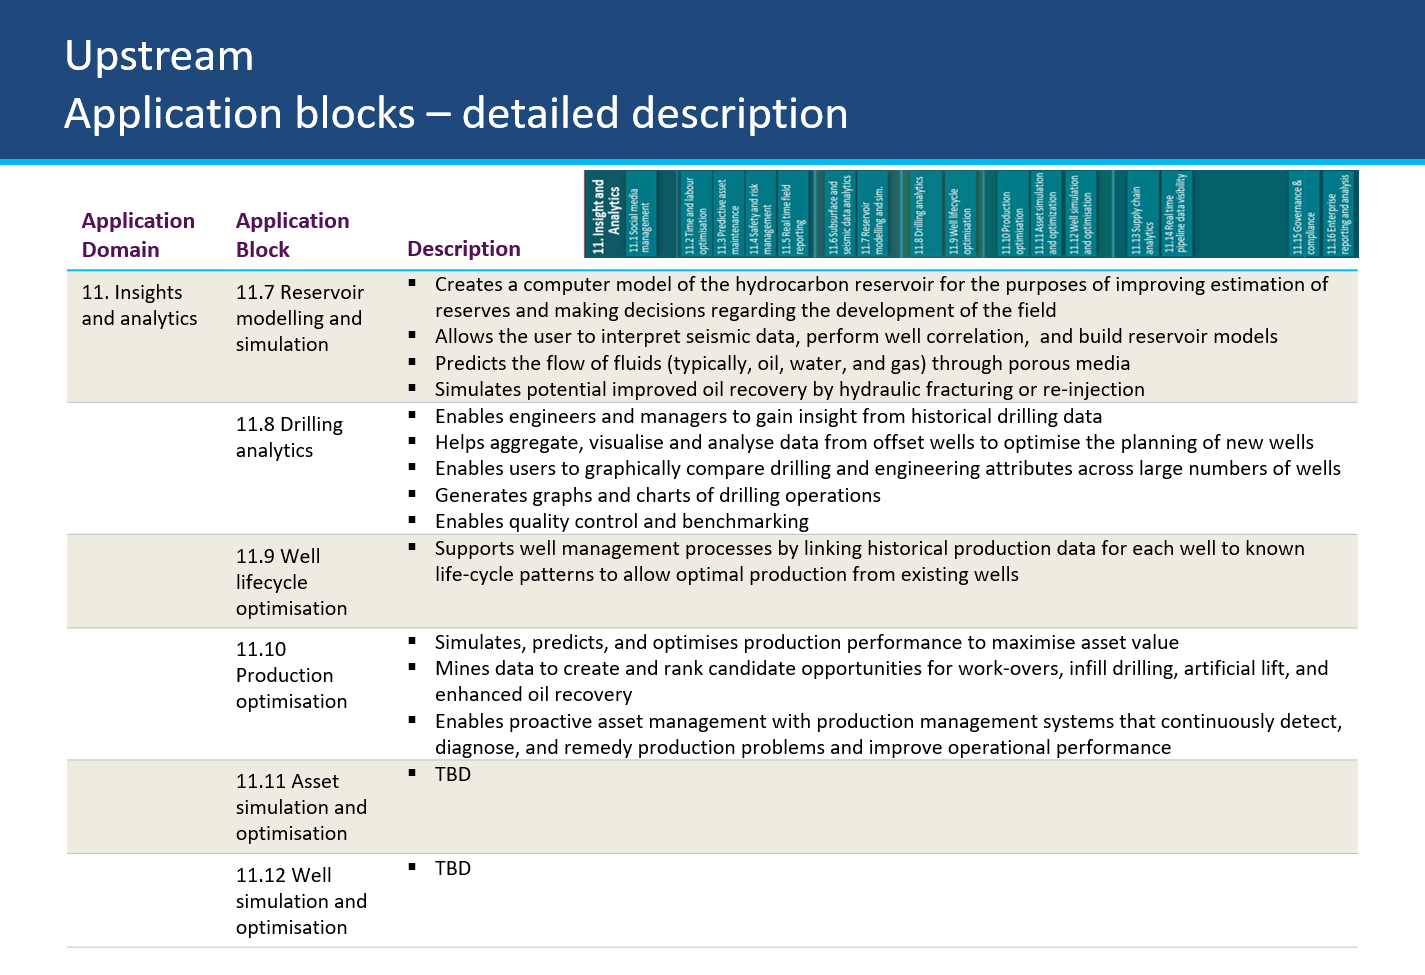 Upstream
Application blocks – detailed description
11. Insight and
Analytics
11.1 Social media
management
11.2 Time and labour
optimisation
11.3 Predictive asset
maintenance
11.4 Safety and risk
management
11.5 Real time field
reporting
11.6 Subsurface and
seismic data analytics
11.7 Reservoir
modelling and sim.
11.8 Drilling analytics
11.9 Well lifecycle
optimisation
11.10 Production
optimisation
11.11 Asset simulation
and optimization
11.12 Well simulation
and optimisation
11.13 Supply chain
analytics
11.14 Real time
pipeline data visibility
11.15 Governance &
compliance
11.16 Enterprise
reporting and analysis
Application
Domain
Application
Block
Description
11. Insights
and analytics
11.7 Reservoir
modelling and
simulation
▪ Creates a computer model of the hydrocarbon reservoir for the purposes of improving estimation of
reserves and making decisions regarding the development of the field
▪ Allows the user to interpret seismic data, perform well correlation,  and build reservoir models
▪ Predicts the flow of fluids (typically, oil, water, and gas) through porous media
▪ Simulates potential improved oil recovery by hydraulic fracturing or re-injection
11.8 Drilling
analytics
▪ Enables engineers and managers to gain insight from historical drilling data
▪ Helps aggregate, visualise and analyse data from offset wells to optimise the planning of new wells
▪ Enables users to graphically compare drilling and engineering attributes across large numbers of wells
▪ Generates graphs and charts of drilling operations
▪ Enables quality control and benchmarking
11.9 Well
lifecycle
optimisation
▪ Supports well management processes by linking historical production data for each well to known
life-cycle patterns to allow optimal production from existing wells
11.10
Production
optimisation
▪ Simulates, predicts, and optimises production performance to maximise asset value
▪ Mines data to create and rank candidate opportunities for work-overs, infill drilling, artificial lift, and
enhanced oil recovery
▪ Enables proactive asset management with production management systems that continuously detect,
diagnose, and remedy production problems and improve operational performance
11.11 Asset
simulation and
optimisation
▪ TBD
11.12 Well
simulation and
optimisation
▪ TBD